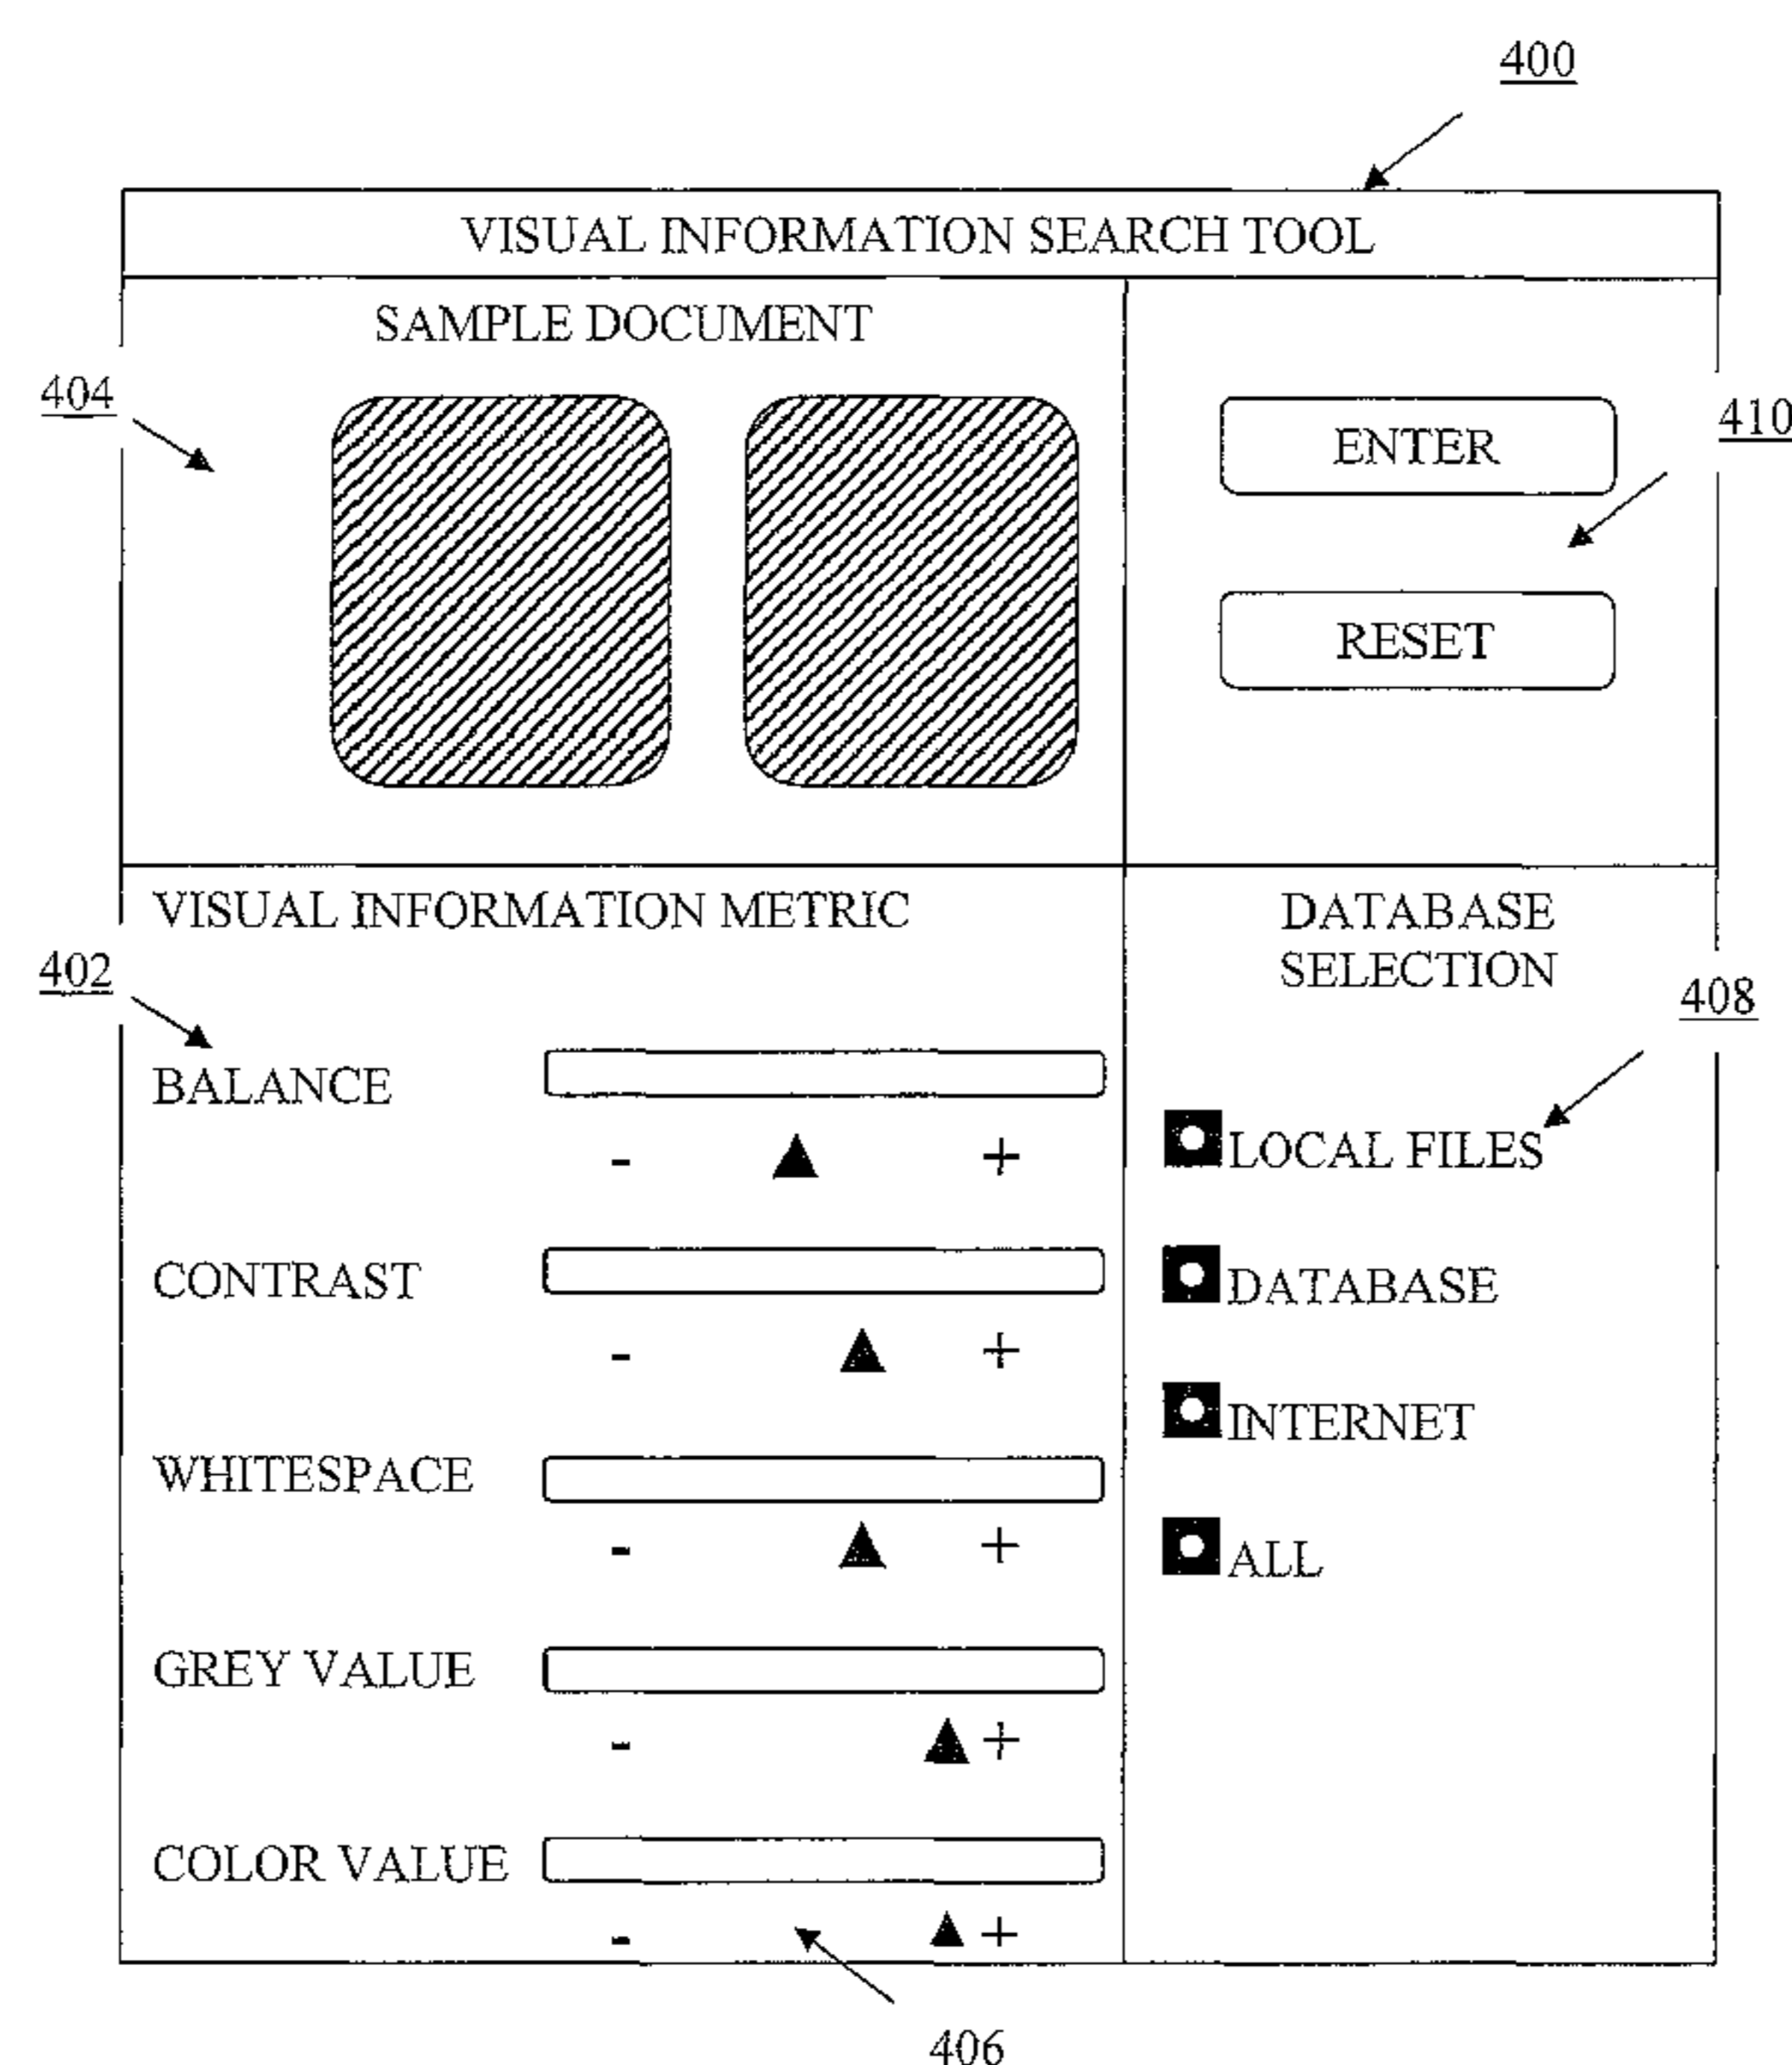 400
VISUAL INFORMATION SEARCH TOOL
SAMPLE DOCUMENT
404
410
ENTER
RESET
VISUAL INFORMATION METRIC
DATABASE
SELECTION
402
408
BALANCE
- +
LOCAL FILES
CONTRAST
- +
DATABASE
WHITESPACE
- +
INTERNET
ALL
GREY VALUE
- +
COLOR VALUE
- +
406